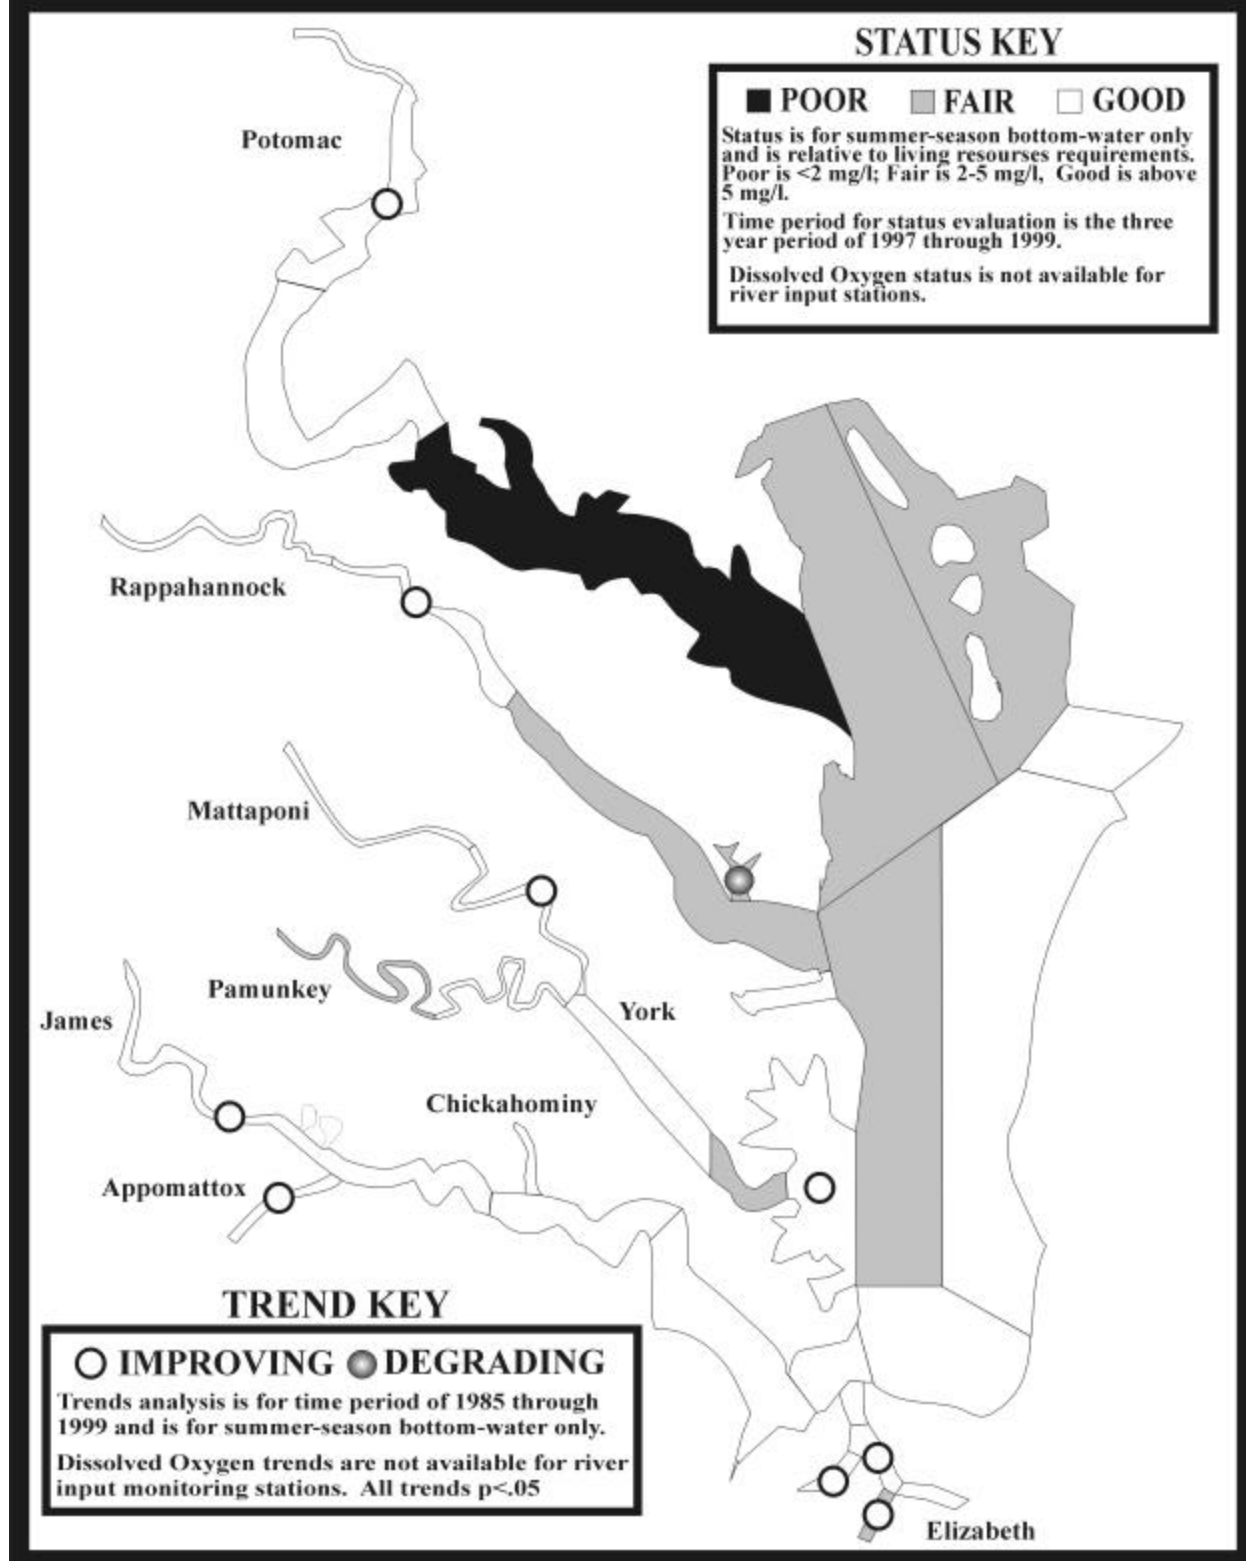 STATUS KEY
POOR FAIR GOOD
Status is for summer-season bottom-water only
and is relative to living resourses requirements.
Poor is <2 mg/l; Fair is 2-5 mg/l, Good is above
5 mg/l.
Time period for status evaluation is the three
year period of 1997 through 1999.
Dissolved Oxygen status is not available for
river input stations.
Potomac
Rappahannock
Mattaponi
Pamunkey
York
James
Chickahominy
Appomattox
TREND KEY
IMPROVING DEGRADING
Trends analysis is for time period of 1985 through
1999 and is for summer-season bottom-water only.
Dissolved Oxygen trends are not available for river
input monitoring stations. All trends p<.05
Elizabeth